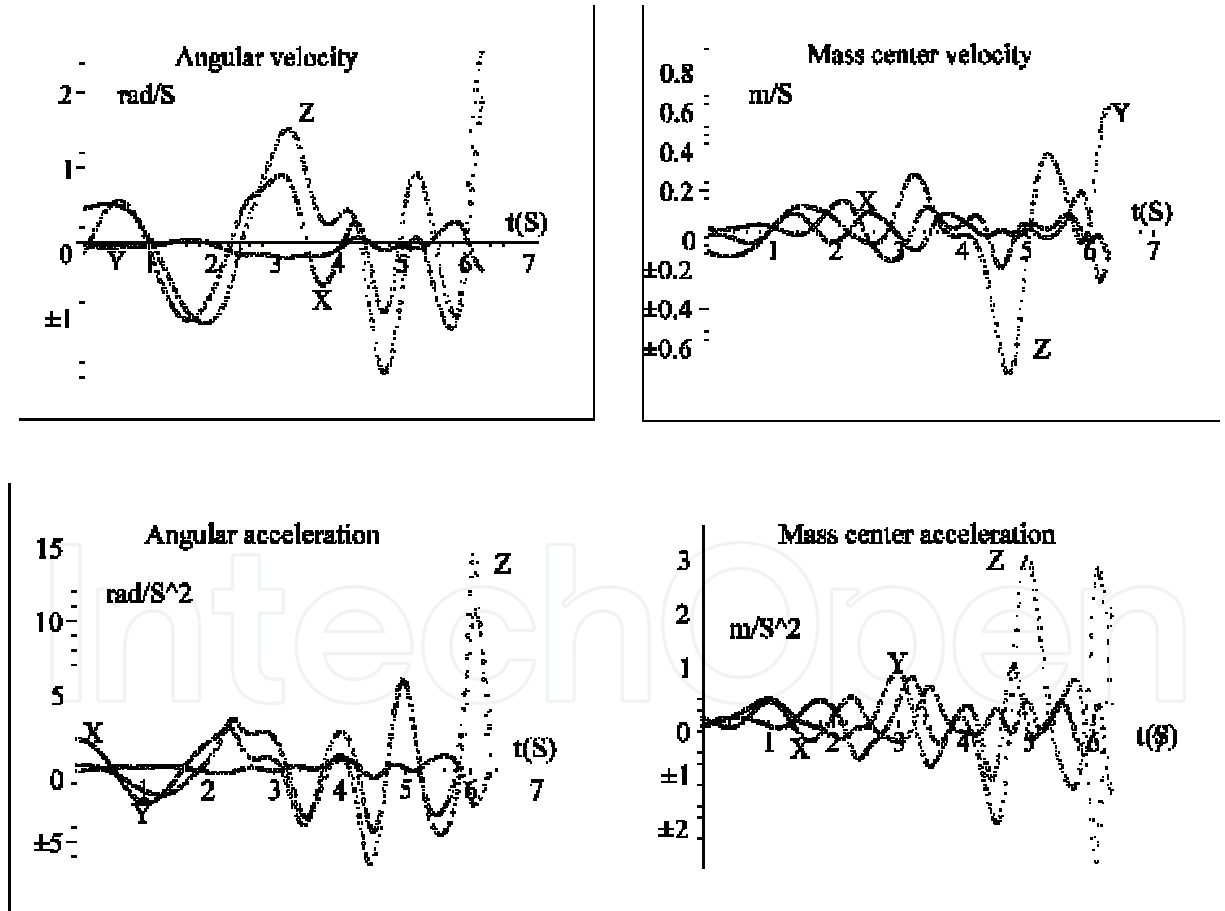 Angular velocity
rad/S
2
1
0
±1
Z
Y
X
1 2 3 4 5 6 7
t(S)
Mass center velocity
m/S
0.8
0.6
0.4
0.2
0
±0.2
±0.4
±0.6
X
Y
Z
1 2 3 4 5 6 7
t(S)
Angular acceleration
rad/S^2
15
10
5
0
±5
X
Y
Z
1 2 3 4 5 6 7
t(S)
Mass center acceleration
m/S^2
3
2
1
0
±1
±2
Z
Y
X
1 2 3 4 5 6
t(S)
IntechOpen